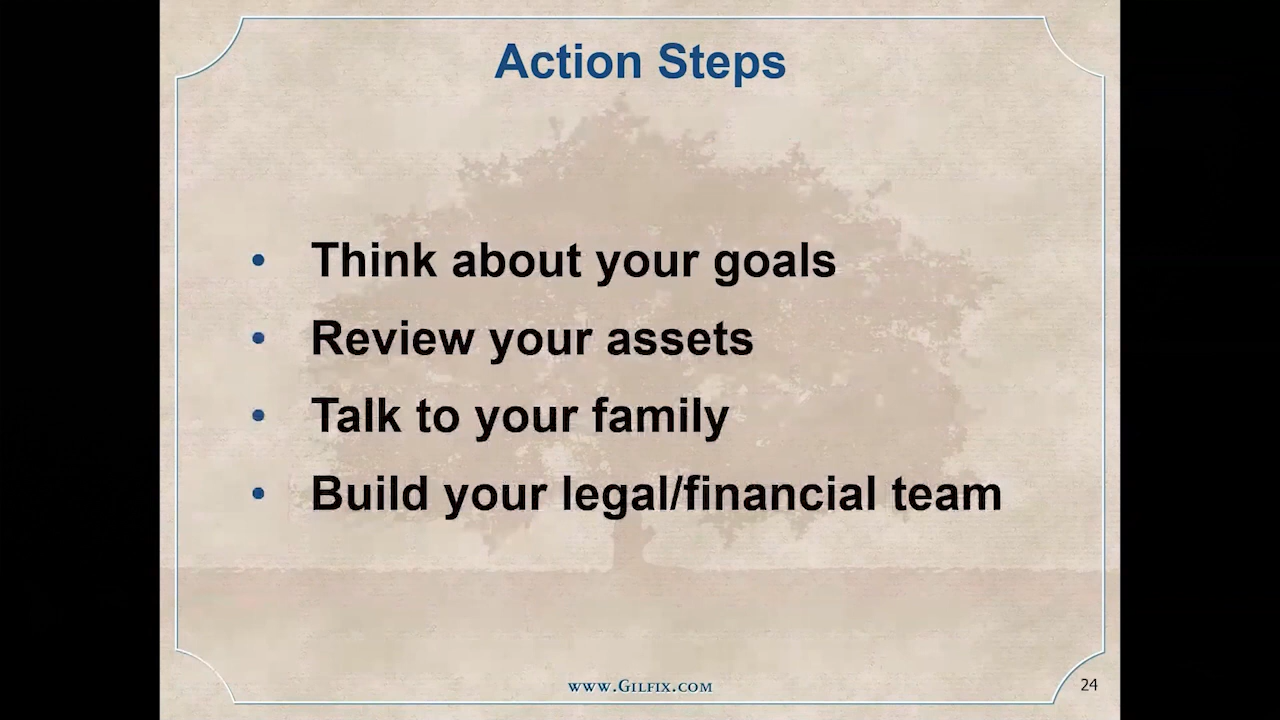 Action Steps
• Think about your goals
• Review your assets
• Talk to your family
• Build your legal/financial team
www.Gilfix.com
24